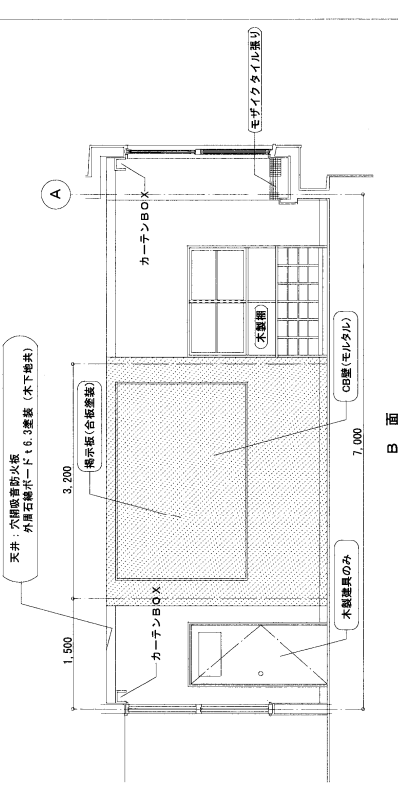 天井：穴開吸音防火板
外周石綿ボードｔ6.3塗装（木下地共）
1,500
3,200
掲示板(合板塗装)
A
カーテンＢＯＸ
カーテンＢＯＸ
モザイクタイル張り
木製棚
CB壁(モルタル)
木製建具のみ
7,000
Ｂ　面